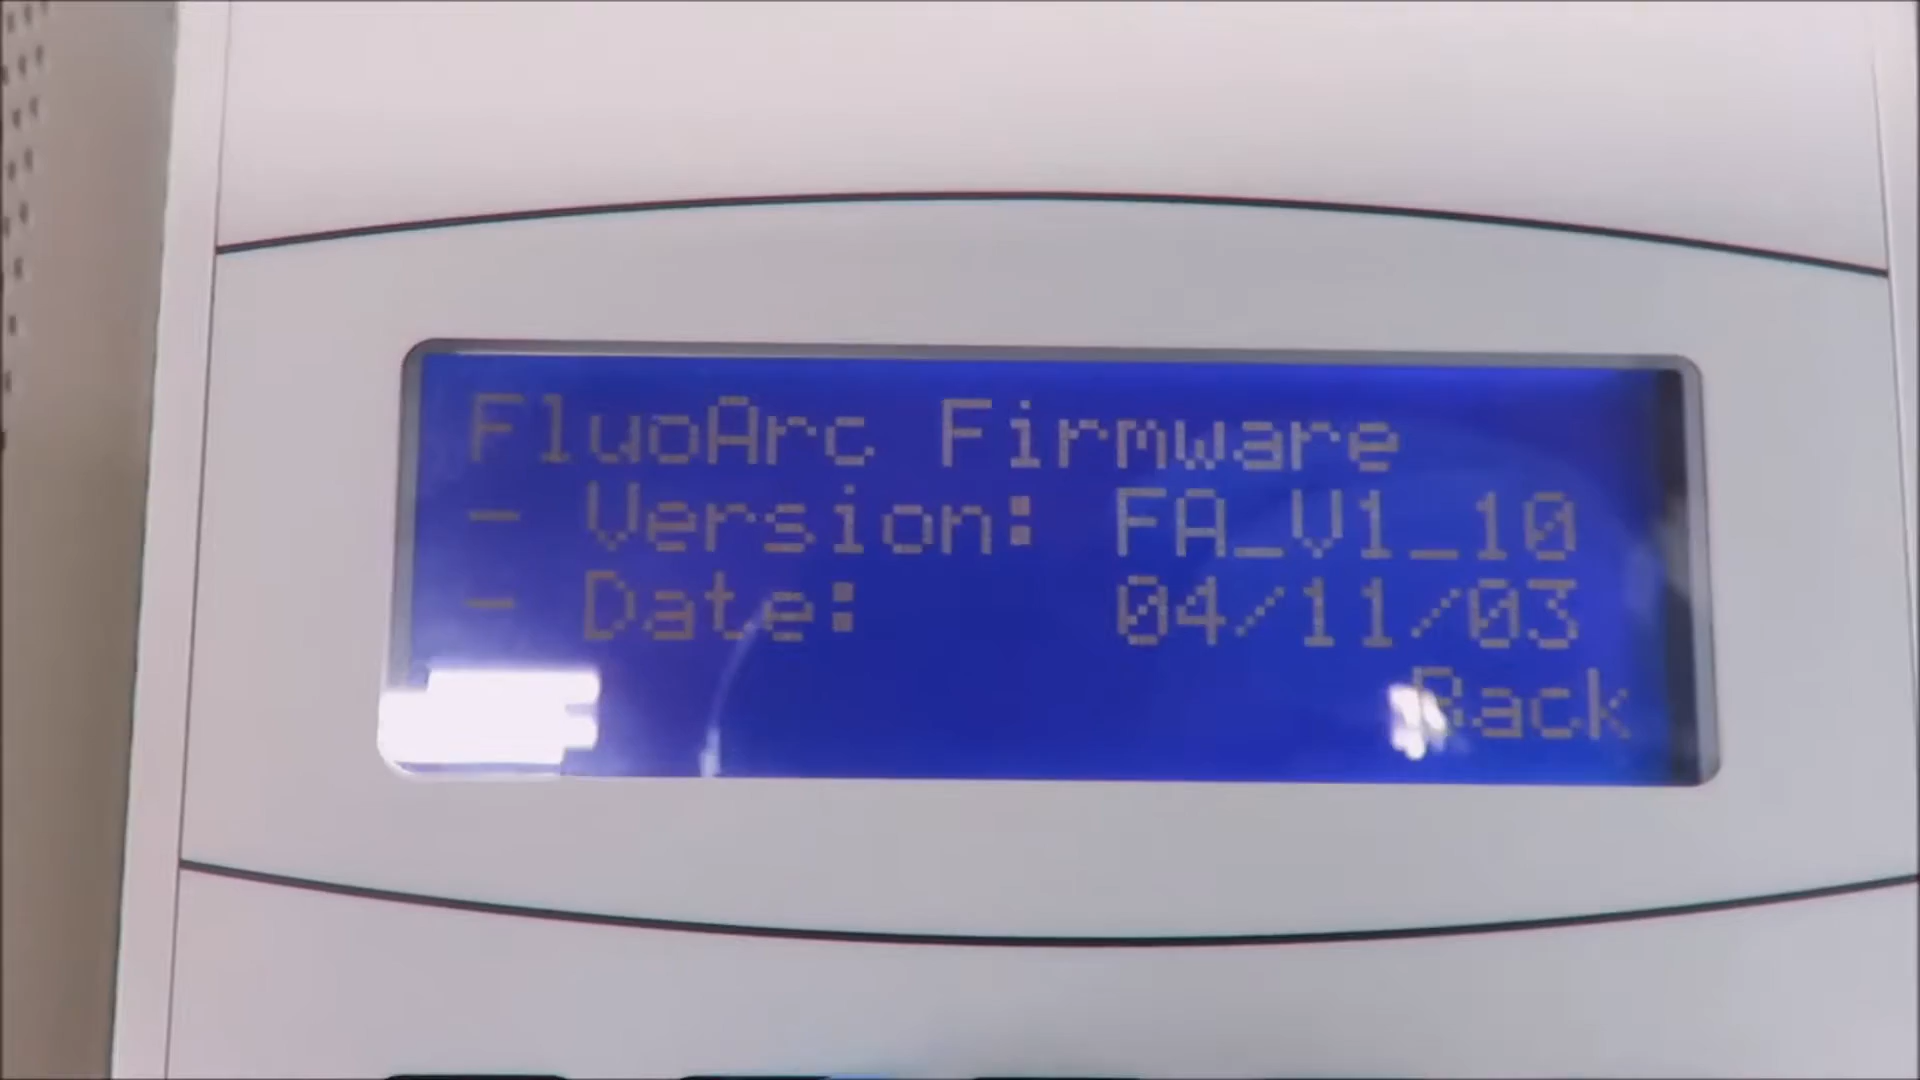 FluoArc Firmware
- Version: FA_V1_10
- Date: 04/11/03
Back